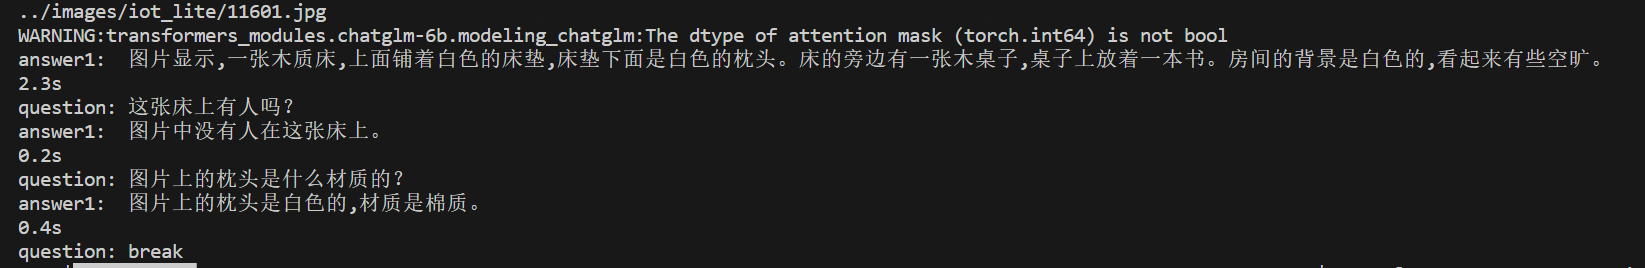 ../images/iot_lite/11601.jpg
WARNING:transformers_modules.chatglm-6b.modeling_chatglm:The dtype of attention mask (torch.int64) is not bool
answer1:  图片显示,一张木质床,上面铺着白色的床垫,床垫下面是白色的枕头。床的旁边有一张木桌子,桌子上放着一本书。房间的背景是白色的,看起来有些空旷。
2.3s
question: 这张床上有人吗?
answer1:  图片中没有人在这张床上。
0.2s
question: 图片上的枕头是什么材质的?
answer1:  图片上的枕头是白色的,材质是棉质。
0.4s
question: break